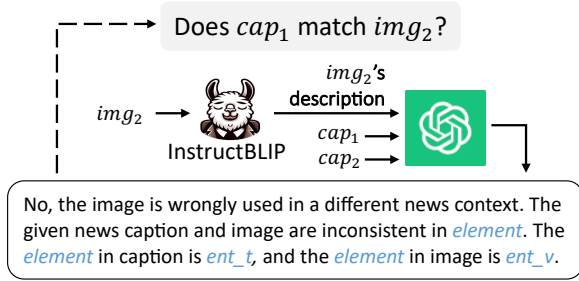 Does cap₁ match img₂?
img₂'s
description
img₂
InstructBLIP
cap₁
cap₂
No, the image is wrongly used in a different news context. The
given news caption and image are inconsistent in element. The
element in caption is ent_t, and the element in image is ent_v.